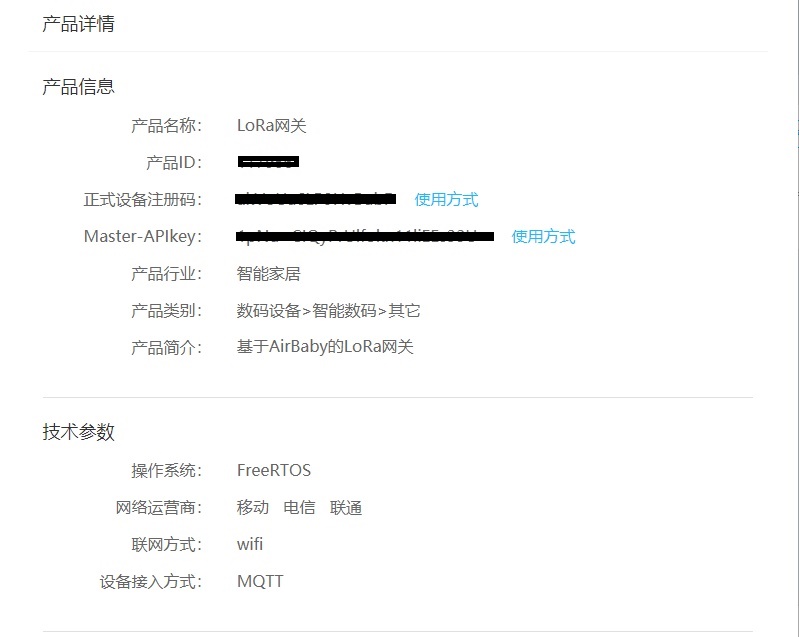 产品详情
产品信息
产品名称： LoRa网关
产品ID：
正式设备注册码： 使用方式
Master-APIkey： 使用方式
产品行业： 智能家居
产品类别： 数码设备>智能数码>其它
产品简介： 基于AirBaby的LoRa网关
技术参数
操作系统： FreeRTOS
网络运营商： 移动 电信 联通
联网方式： wifi
设备接入方式： MQTT